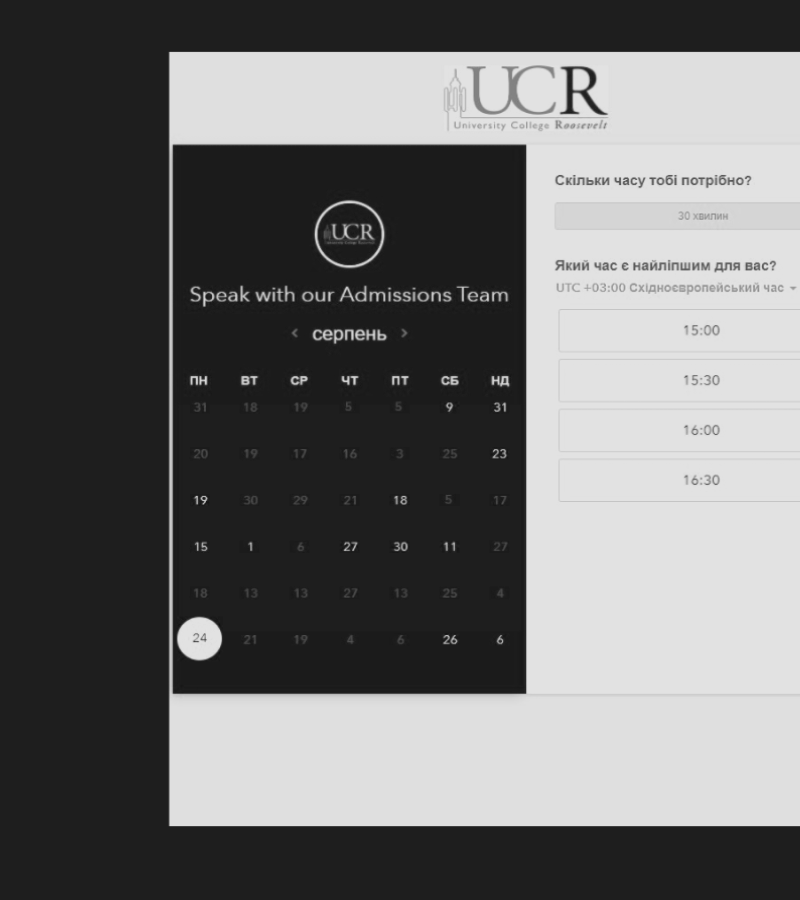 UCR
University College Roosevelt
UCR
Speak with our Admissions Team
< серпень >
ПН ВТ СР ЧТ ПТ СБ НД
31 18 19 5 5 9 31
20 19 17 16 3 25 23
19 30 29 21 18 5 17
15 1 6 27 30 11 27
18 13 13 27 13 25 4
24 21 19 4 6 26 6
Скільки часу тобі потрібно?
30 хвилин
Який час є найліпшим для вас?
UTC +03:00 Східноєвропейський час
15:00
15:30
16:00
16:30